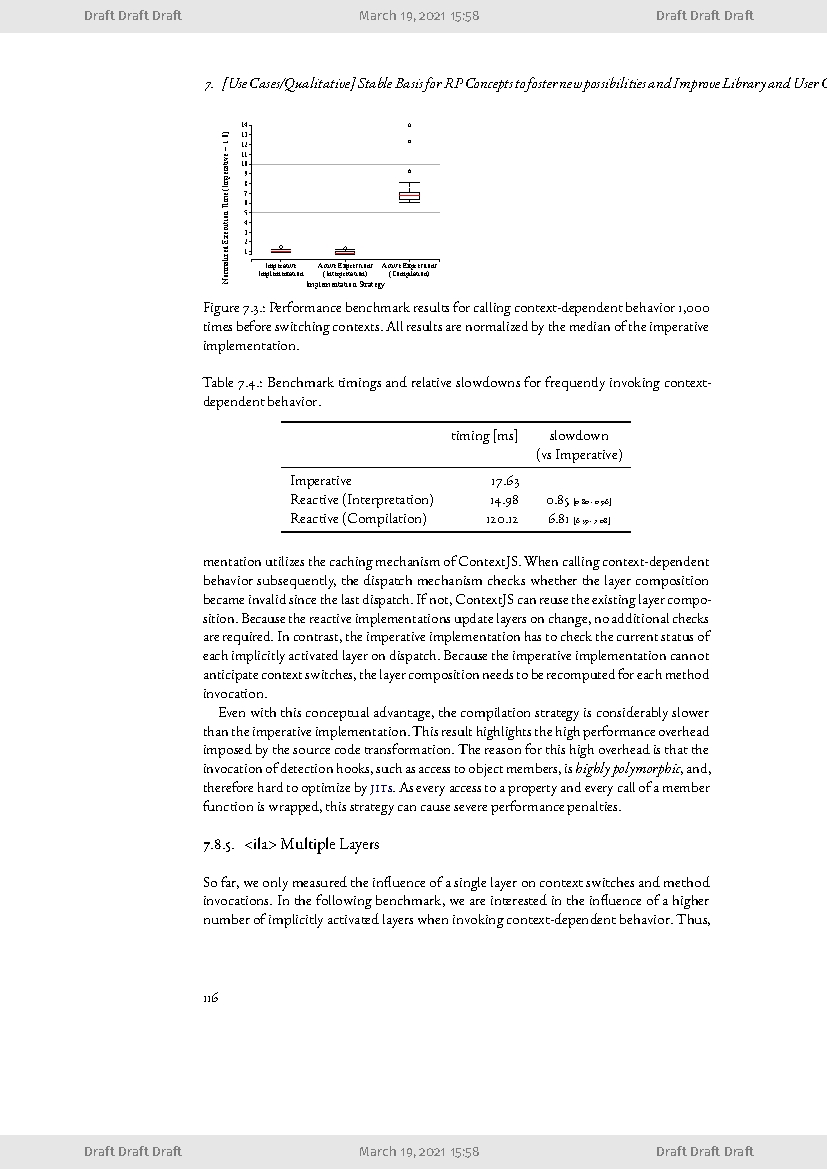 Draft Draft Draft March 19, 2021 15:58 Draft Draft Draft
7. [Use Cases/Qualitative] Stable Basis for RP Concepts to foster new possibilities and Improve Library and User
14
13
12
11
10
9
8
7
6
5
4
3
2
1
Normalized Execution Time (Imperative = 1.0)
Imperative Active Expressions Active Expressions
Implementation (Interpretation) (Compilation)
Implementation Strategy
Figure 7.3.: Performance benchmark results for calling context-dependent behavior 1,000
times before switching contexts. All results are normalized by the median of the imperative
implementation.
Table 7.4.: Benchmark timings and relative slowdowns for frequently invoking context-
dependent behavior.
timing [ms] slowdown
(vs Imperative)
Imperative 17.63
Reactive (Interpretation) 14.98 0.85
Reactive (Compilation) 120.12 6.81
mentation utilizes the caching mechanism of ContextJS. When calling context-dependent
behavior subsequently, the dispatch mechanism checks whether the layer composition
became invalid since the last dispatch. If not, ContextJS can reuse the existing layer compo-
sition. Because the reactive implementations update layers on change, no additional checks
are required. In contrast, the imperative implementation has to check the current status of
each implicitly activated layer on dispatch. Because the imperative implementation cannot
anticipate context switches, the layer composition needs to be recomputed for each method
invocation.
Even with this conceptual advantage, the compilation strategy is considerably slower
than the imperative implementation. This result highlights the high performance overhead
imposed by the source code transformation. The reason for this high overhead is that the
invocation of detection hooks, such as access to object members, is highly polymorphic, and,
therefore hard to optimize by JITs. As every access to a property and every call of a member
function is wrapped, this strategy can cause severe performance penalties.
7.8.5. <ila> Multiple Layers
So far, we only measured the influence of a single layer on context switches and method
invocations. In the following benchmark, we are interested in the influence of a higher
number of implicitly activated layers when invoking context-dependent behavior. Thus,
116
Draft Draft Draft March 19, 2021 15:58 Draft Draft Draft